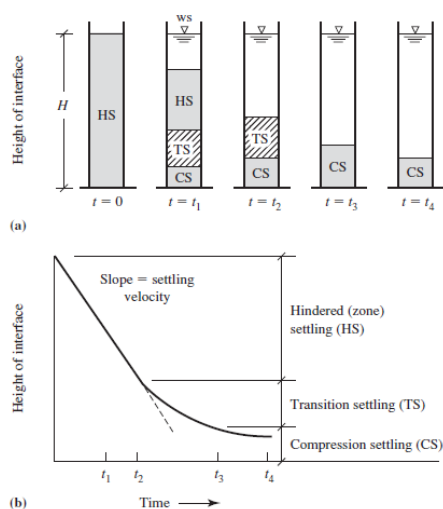 ws
Height of interface
H
HS
HS
TS
CS
TS
CS
CS
CS
t = 0
t = t₁
t = t₂
t = t₃
t = t₄
(a)
Height of interface
Slope = settling
velocity
Hindered (zone)
settling (HS)
Transition settling (TS)
Compression settling (CS)
t₁
t₂
t₃
t₄
(b)
Time